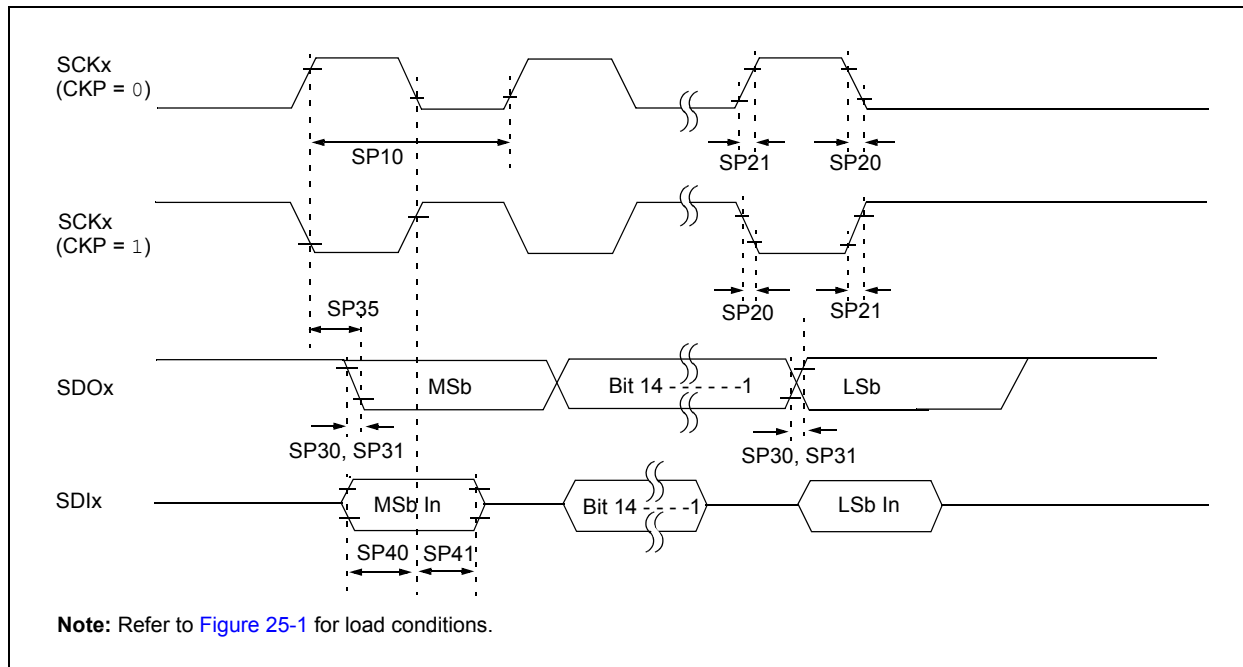 SCKx
(CKP = 0)
SP10
SP21
SP20
SCKx
(CKP = 1)
SP35
SP20
SP21
SDOx
MSb
Bit 14 - - - - - -1
LSb
SP30, SP31
SP30, SP31
SDIx
MSb In
Bit 14 - - - -1
LSb In
SP40
SP41
Note: Refer to Figure 25-1 for load conditions.